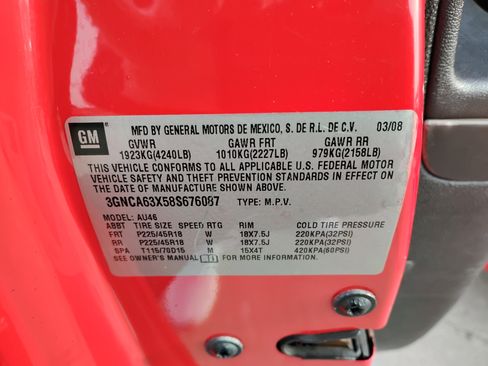 GM
MFD BY GENERAL MOTORS DE MEXICO, S. DE R.L. DE C.V. 03/08
GVWR GAWR FRT GAWR RR
1923KG(4240LB) 1010KG(2227LB) 979KG(2158LB)
THIS VEHICLE CONFORMS TO ALL APPLICABLE U.S. FEDERAL MOTOR
VEHICLE SAFETY AND THEFT PREVENTION STANDARDS IN EFFECT ON
THE DATE OF MANUFACTURE SHOWN ABOVE.
3GNCA63X58S676087 TYPE: M.P.V.
MODEL: AU46
ABBT TIRE SIZE SPEED RTG RIM COLD TIRE PRESSURE
FRT P225/45R18 W 18X7.5J 220KPA(32PSI)
RR P225/45R18 W 18X7.5J 220KPA(32PSI)
SPA T115/70D15 M 15X4T 420KPA(60PSI)
SEE OWNER'S MANUAL FOR MORE INFORMATION.